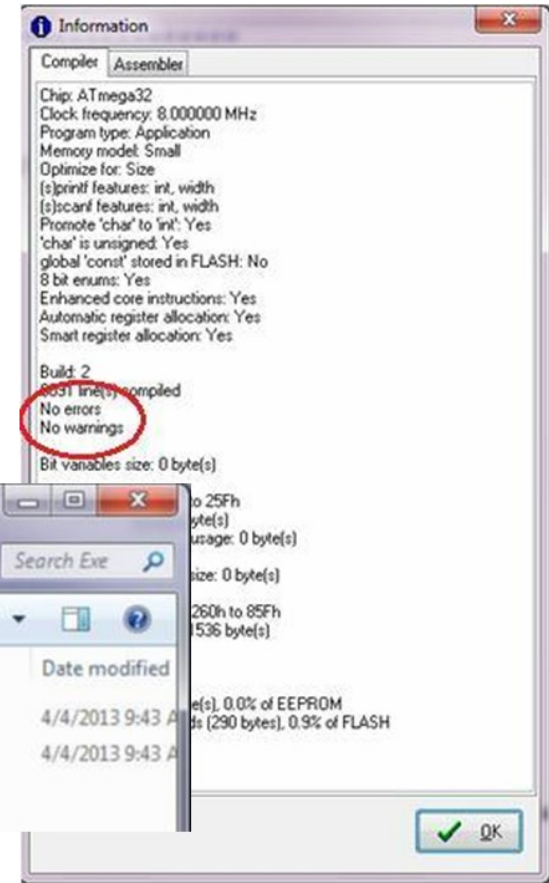 Information
Compiler Assembler
Chip: ATmega32
Clock frequency: 8.000000 MHz
Program type: Application
Memory model: Small
Optimize for: Size
(s)printf features: int, width
(s)scanf features: int, width
Promote 'char' to 'int': Yes
'char' is unsigned: Yes
global 'const' stored in FLASH: No
8 bit enums: Yes
Enhanced core instructions: Yes
Automatic register allocation: Yes
Smart register allocation: Yes
Build: 2
line(s) compiled
No errors
No warnings
Bit variables size: 0 byte(s)
to 25Fh
yte(s)
usage: 0 byte(s)
Search Exe
size: 0 byte(s)
260h to 85Fh
1536 byte(s)
Date modified
4/4/2013 9:43 A
e(s), 0.0% of EEPROM
ds (290 bytes), 0.9% of FLASH
4/4/2013 9:43 A
OK